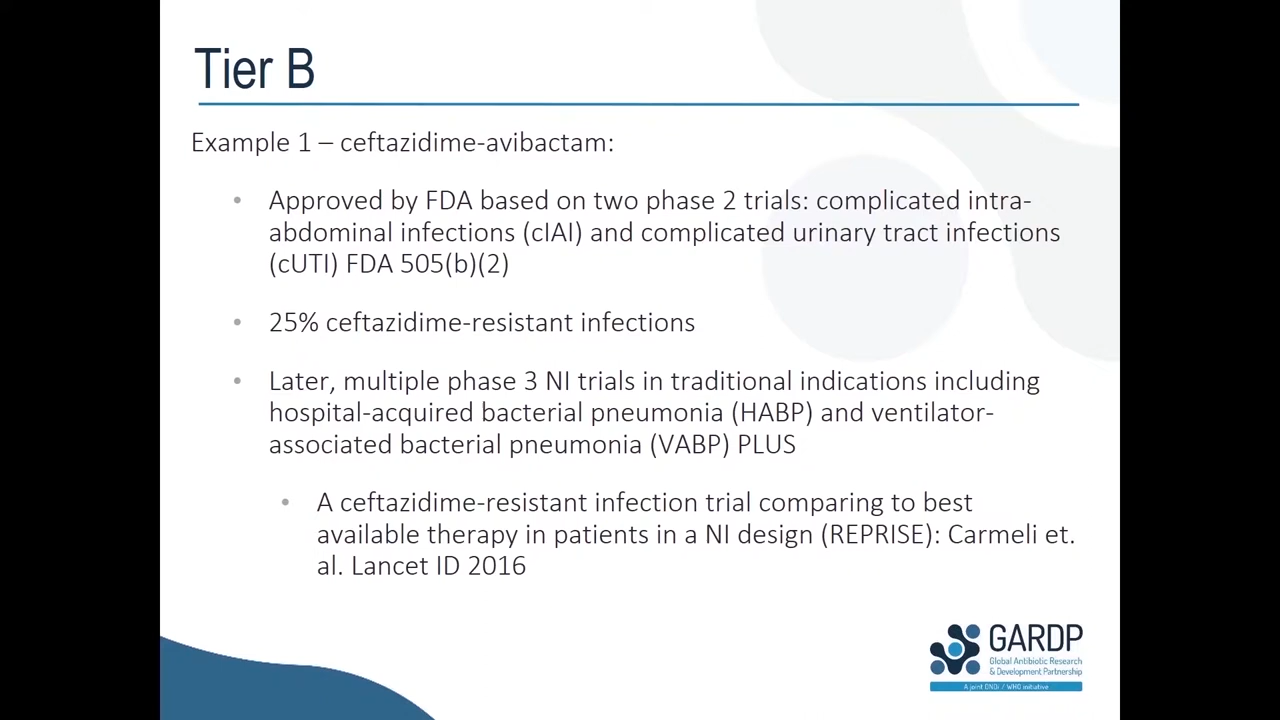 Tier B
Example 1 – ceftazidime-avibactam:
• Approved by FDA based on two phase 2 trials: complicated intra-
abdominal infections (cIAI) and complicated urinary tract infections
(cUTI) FDA 505(b)(2)
• 25% ceftazidime-resistant infections
• Later, multiple phase 3 NI trials in traditional indications including
hospital-acquired bacterial pneumonia (HABP) and ventilator-
associated bacterial pneumonia (VABP) PLUS
• A ceftazidime-resistant infection trial comparing to best
available therapy in patients in a NI design (REPRISE): Carmeli et.
al. Lancet ID 2016
GARDP
Global Antibiotic Research
& Development Partnership
A joint DNDi / WHO initiative